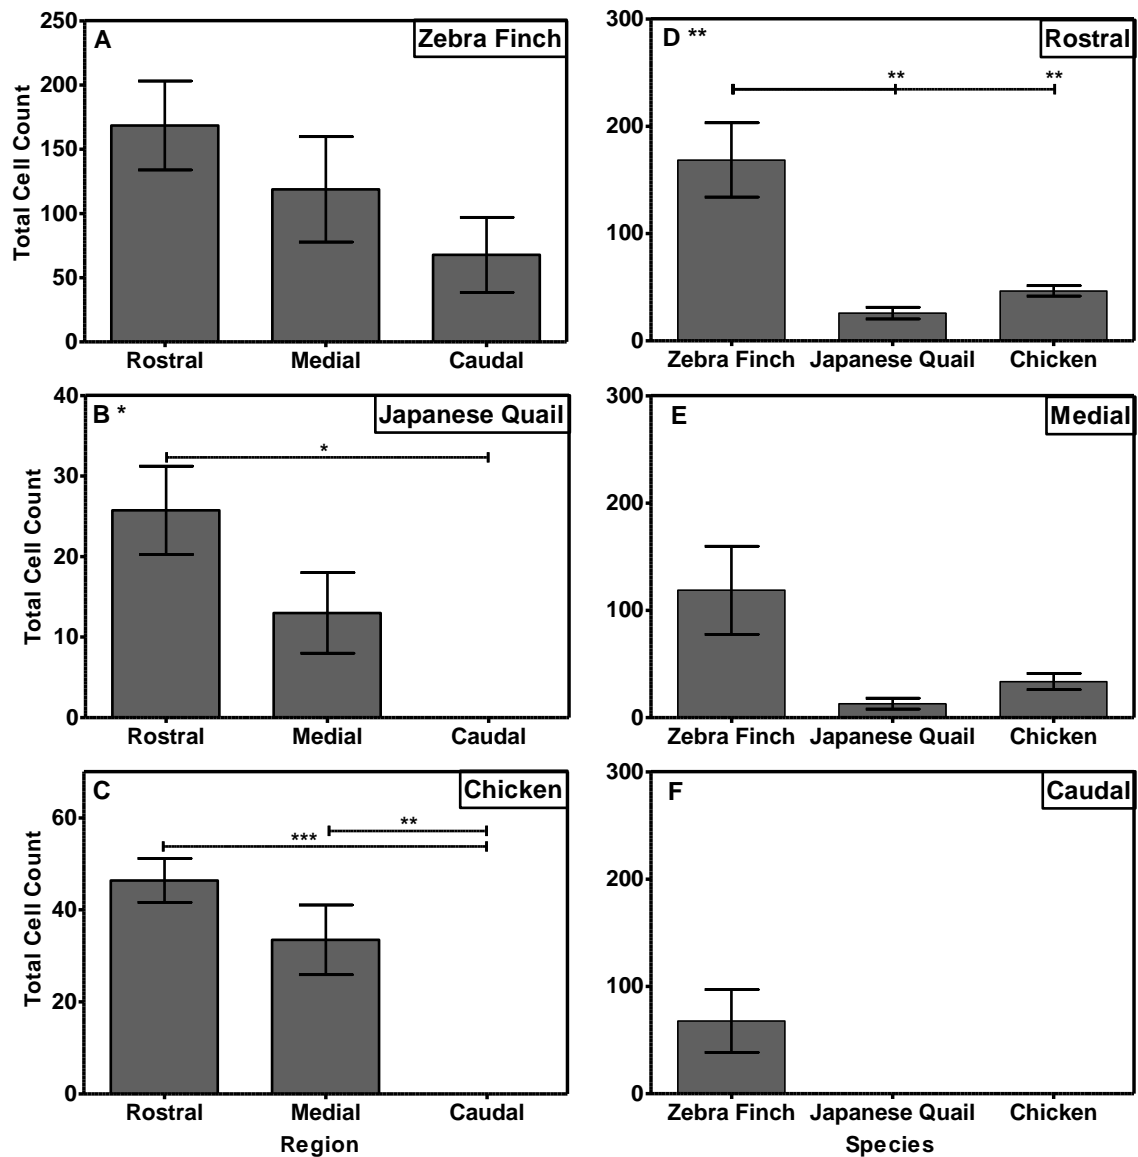 A
Zebra Finch
Total Cell Count
250
200
150
100
50
0
Rostral Medial Caudal
D **
Rostral
** **
300
200
100
0
Zebra Finch Japanese Quail Chicken
B *
Japanese Quail
*
Total Cell Count
40
30
20
10
0
Rostral Medial Caudal
E
Medial
300
200
100
0
Zebra Finch Japanese Quail Chicken
C
Chicken
**
***
Total Cell Count
60
40
20
0
Rostral Medial Caudal
Region
F
Caudal
300
200
100
0
Zebra Finch Japanese Quail Chicken
Species